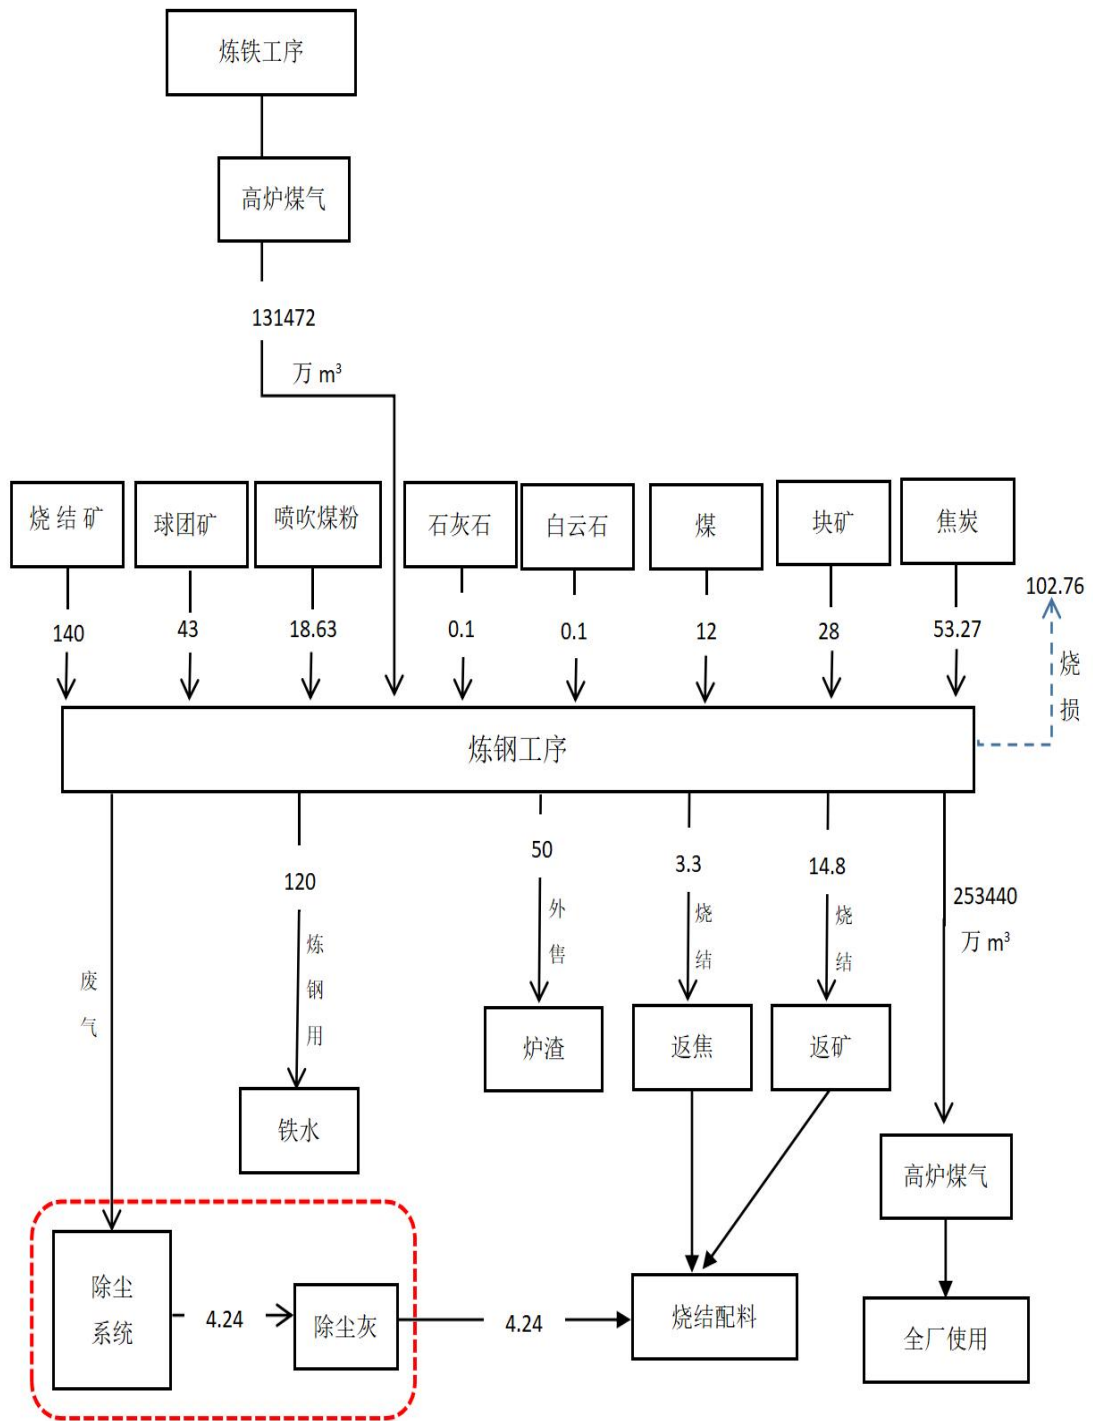 炼铁工序
高炉煤气
131472
万 m³
烧 结 矿
球团矿
喷吹煤粉
石灰石
白云石
煤
块矿
焦炭
102.76
140
43
18.63
0.1
0.1
12
28
53.27
烧
损
炼钢工序
废
气
120
炼
钢
用
50
外
售
3.3
烧
结
14.8
烧
结
253440
万 m³
炉渣
返焦
返矿
铁水
高炉煤气
除尘
系统
4.24
除尘灰
4.24
烧结配料
全厂使用